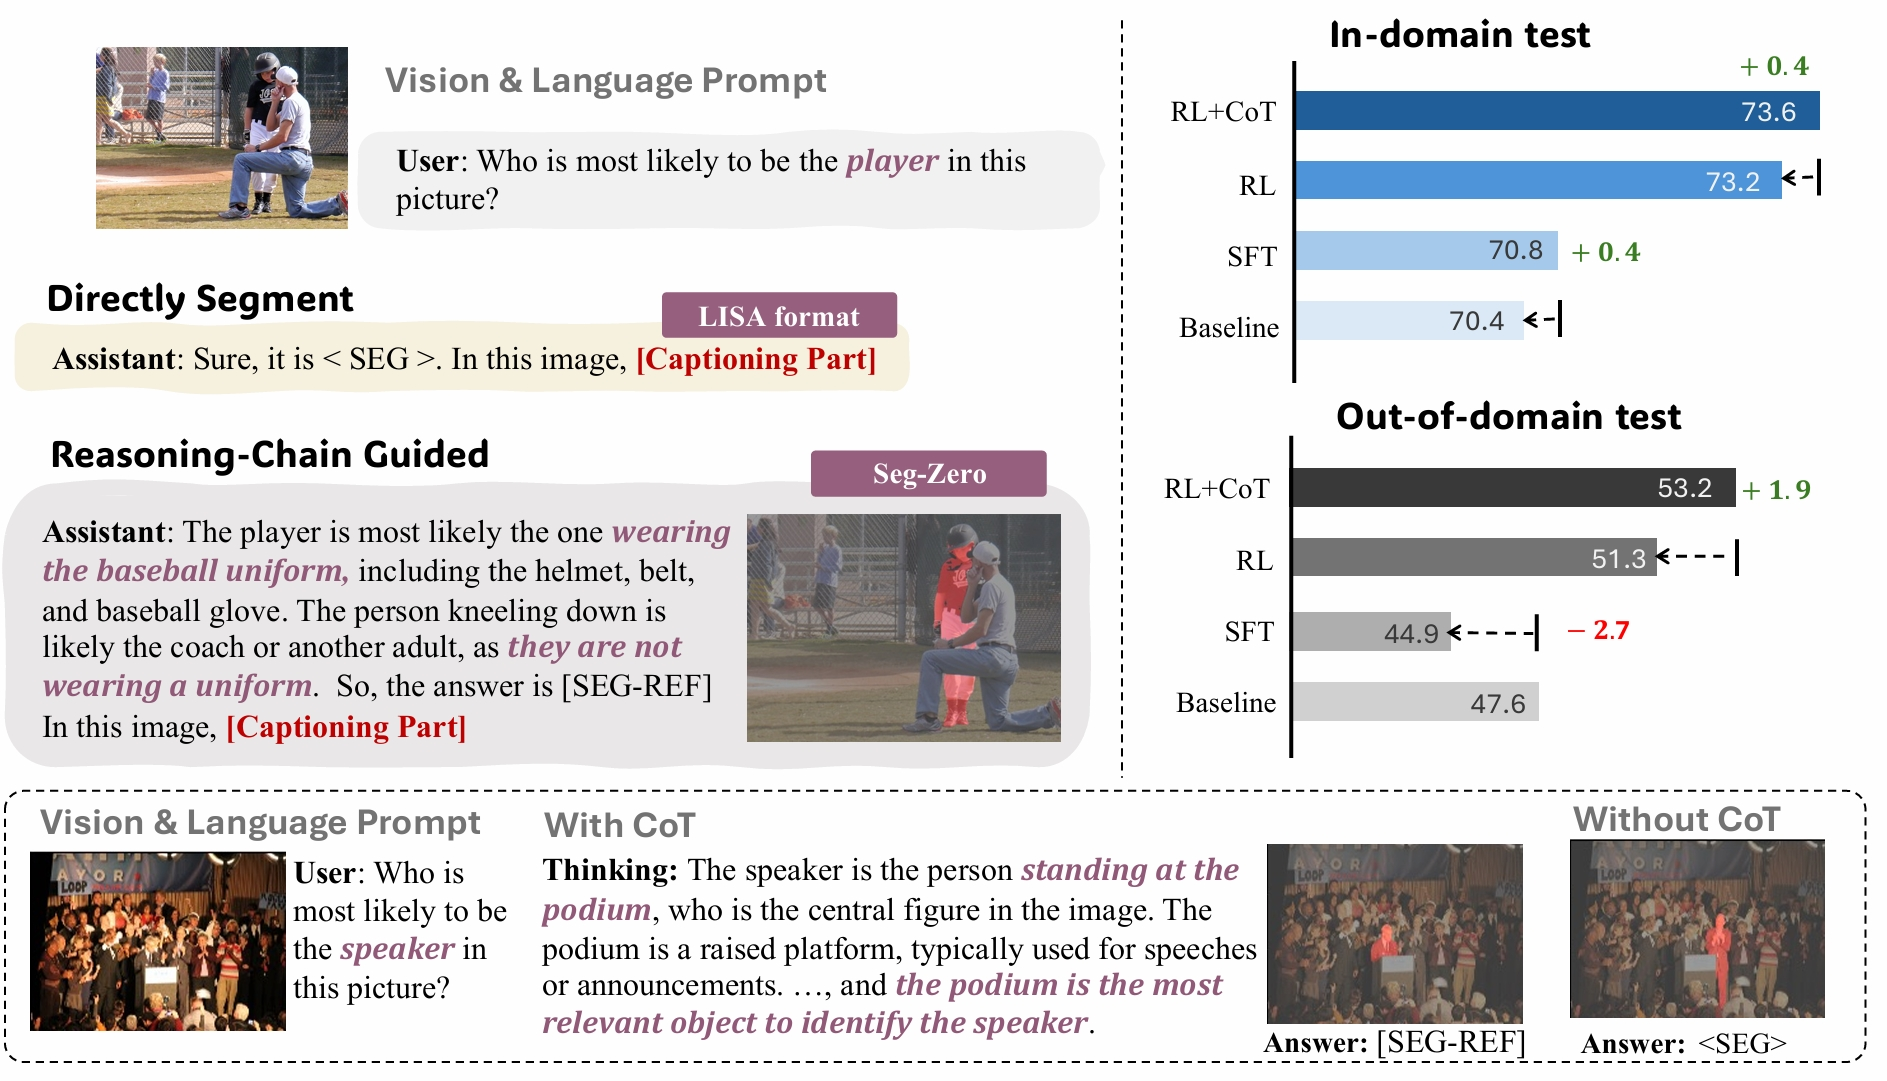 Vision & Language Prompt
User: Who is most likely to be the player in this
picture?
Directly Segment
LISA format
Assistant: Sure, it is < SEG >. In this image, [Captioning Part]
Reasoning-Chain Guided
Seg-Zero
Assistant: The player is most likely the one wearing
the baseball uniform, including the helmet, belt,
and baseball glove. The person kneeling down is
likely the coach or another adult, as they are not
wearing a uniform. So, the answer is [SEG-REF]
In this image, [Captioning Part]
In-domain test
+ 0.4
RL+CoT 73.6
RL 73.2
SFT 70.8 + 0.4
Baseline 70.4
Out-of-domain test
RL+CoT 53.2 + 1.9
RL 51.3
SFT 44.9 − 2.7
Baseline 47.6
Vision & Language Prompt
AYOR
LOOP
User: Who is
most likely to be
the speaker in
this picture?
With CoT
Thinking: The speaker is the person standing at the
podium, who is the central figure in the image. The
podium is a raised platform, typically used for speeches
or announcements. …, and the podium is the most
relevant object to identify the speaker.
AYOR
LOOP
Answer: [SEG-REF]
Without CoT
AYOR
LOOP
Answer: <SEG>